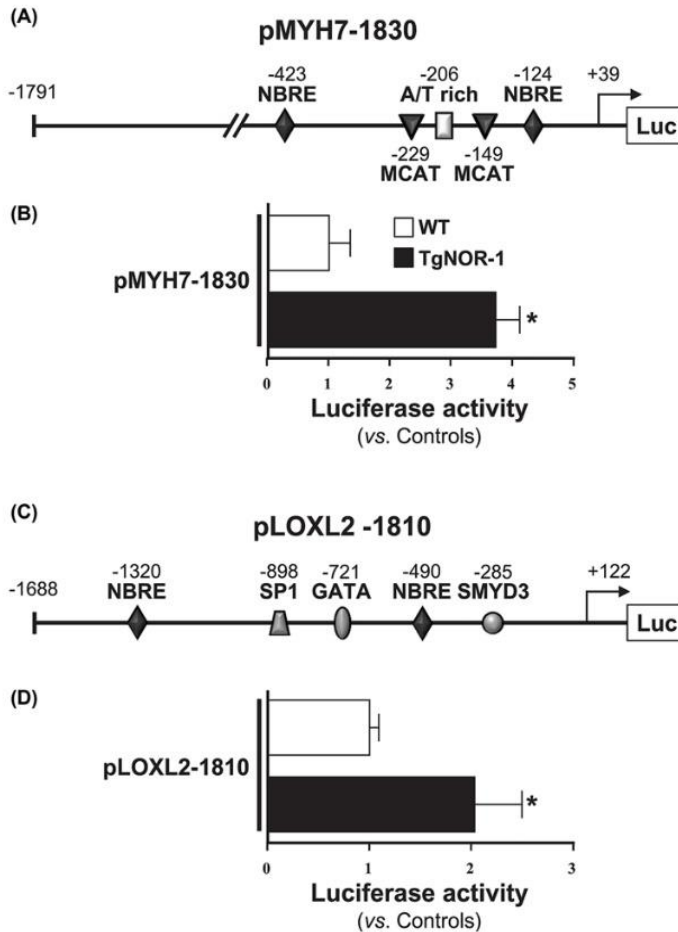 (A)
pMYH7-1830
-1791
-423
NBRE
-206
A/T rich
-124
NBRE
+39
Luc
-229
MCAT
-149
MCAT
(B)
WT
TgNOR-1
pMYH7-1830
*
0 1 2 3 4 5
Luciferase activity
(vs. Controls)
(C)
pLOXL2 -1810
-1688
-1320
NBRE
-898
SP1
-721
GATA
-490
NBRE
-285
SMYD3
+122
Luc
(D)
pLOXL2-1810
*
0 1 2 3
Luciferase activity
(vs. Controls)